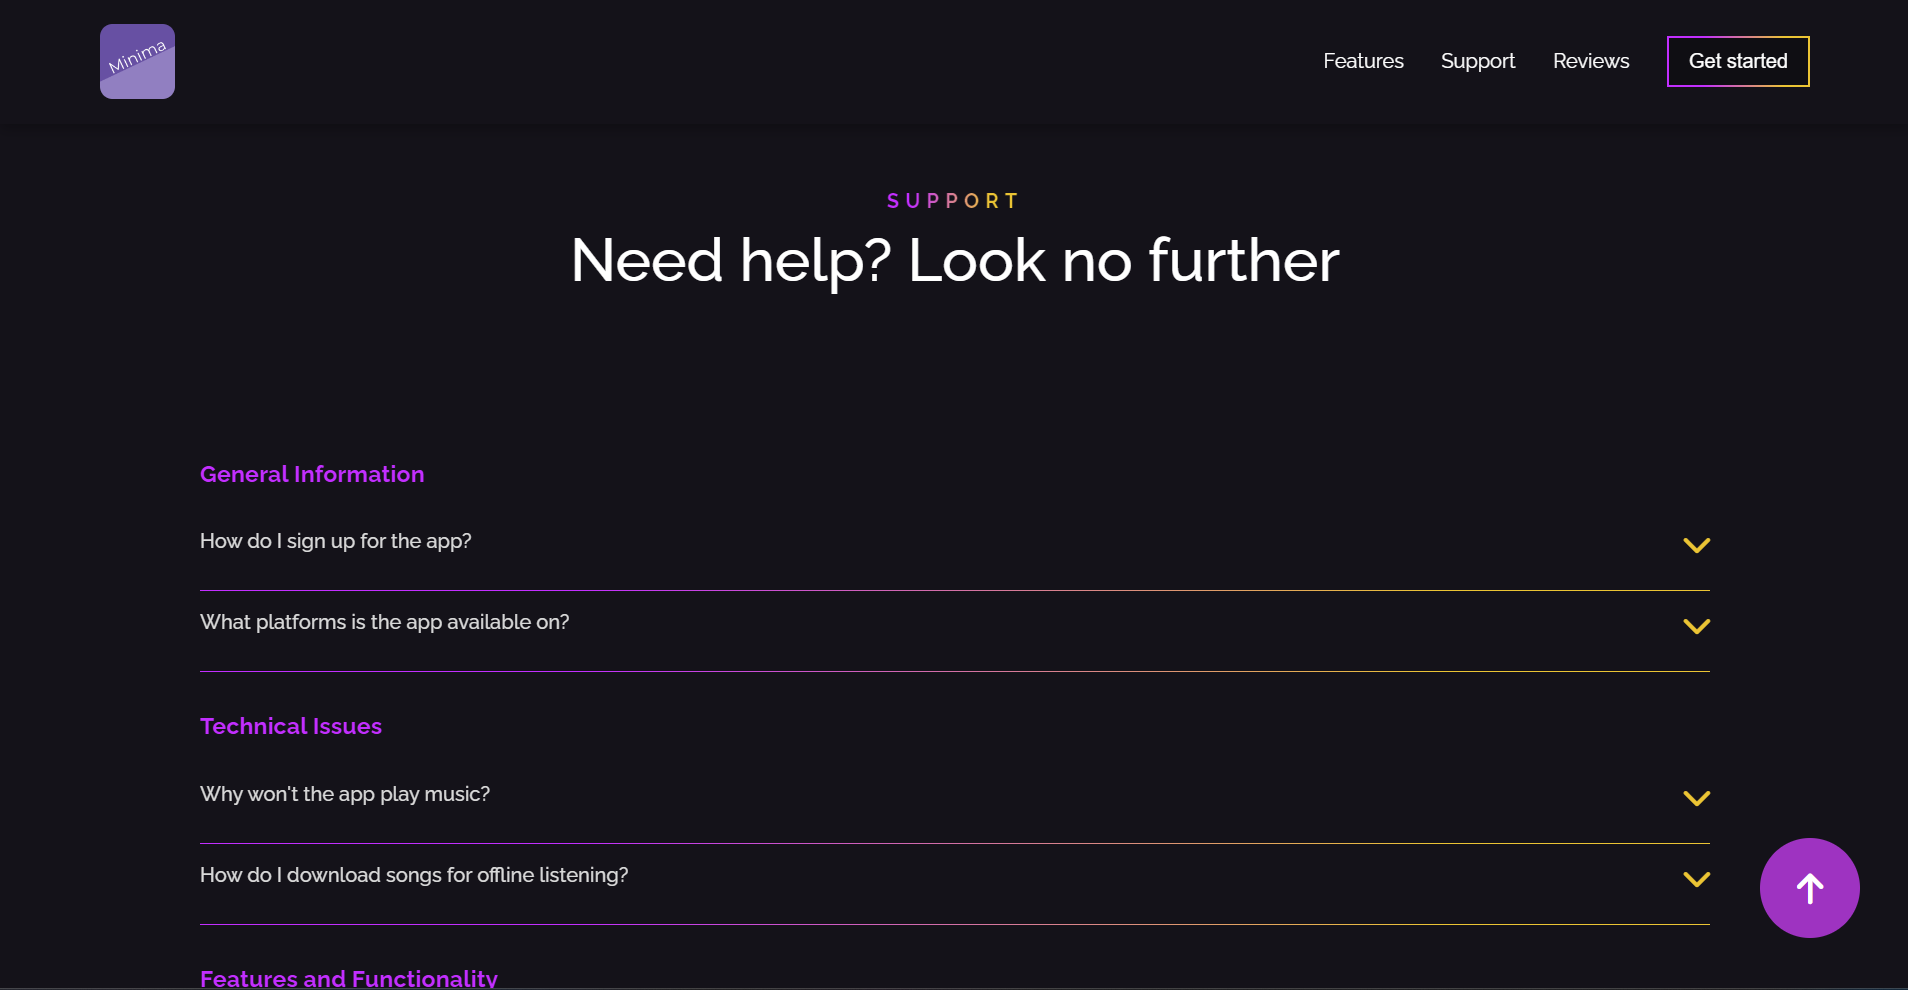 Minima
Features Support Reviews Get started
SUPPORT
Need help? Look no further
General Information
How do I sign up for the app?
What platforms is the app available on?
Technical Issues
Why won't the app play music?
How do I download songs for offline listening?
Features and Functionality